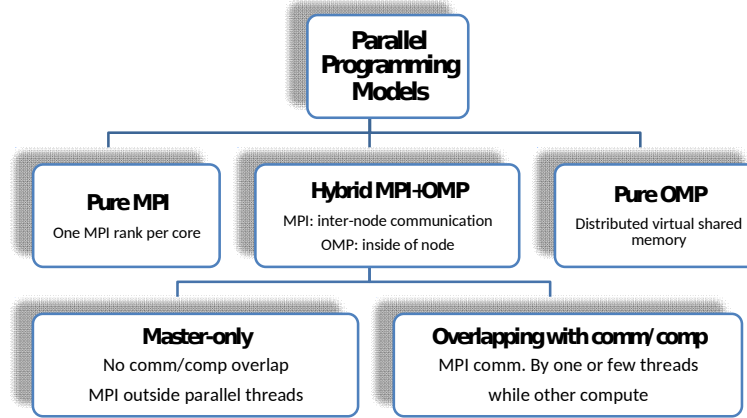 Parallel
Programming
Models
Pure MPI
One MPI rank per core
Hybrid MPI+OMP
MPI: inter-node communication
OMP: inside of node
Pure OMP
Distributed virtual shared
memory
Master-only
No comm/comp overlap
MPI outside parallel threads
Overlapping with comm/comp
MPI comm. By one or few threads
while other compute